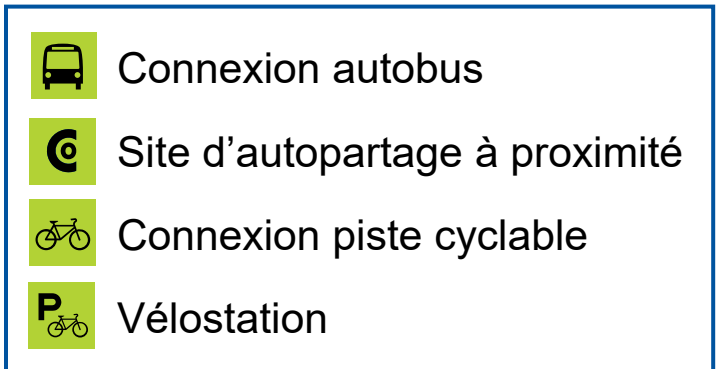 Connexion autobus
Site d’autopartage à proximité
Connexion piste cyclable
P Vélostation